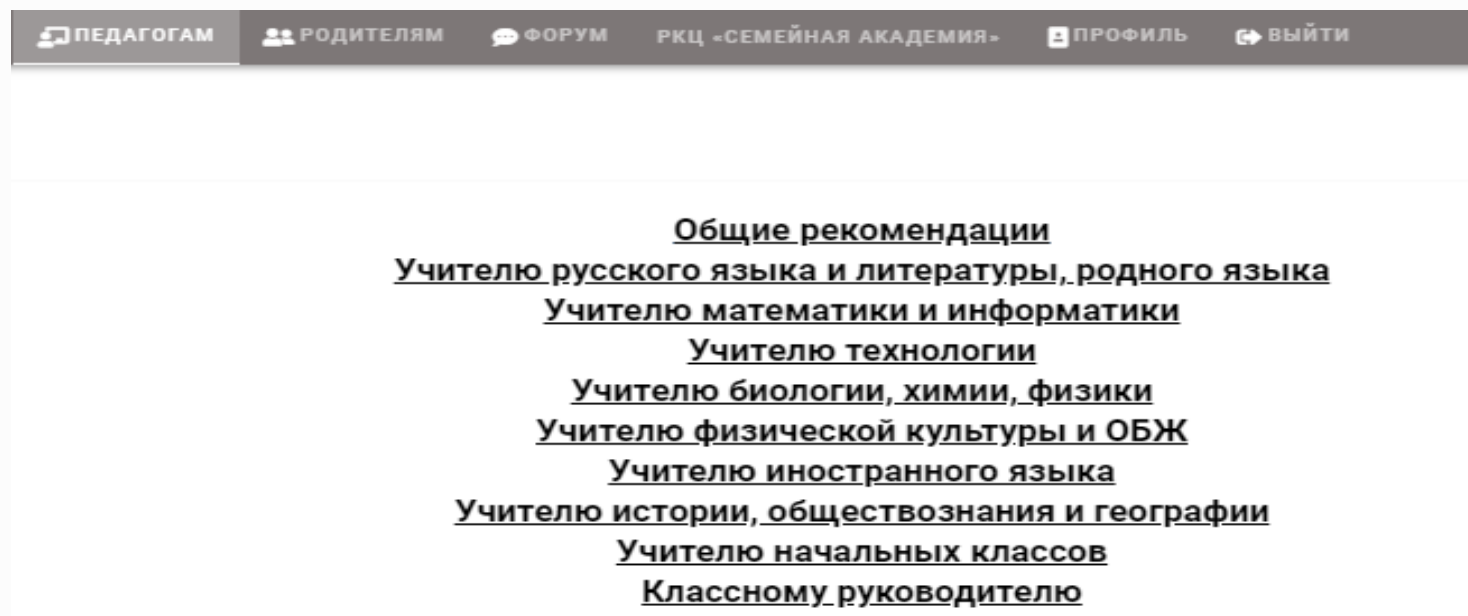 ПЕДАГОГАМ РОДИТЕЛЯМ ФОРУМ РКЦ «СЕМЕЙНАЯ АКАДЕМИЯ» ПРОФИЛЬ ВЫЙТИ
Общие рекомендации
Учителю русского языка и литературы, родного языка
Учителю математики и информатики
Учителю технологии
Учителю биологии, химии, физики
Учителю физической культуры и ОБЖ
Учителю иностранного языка
Учителю истории, обществознания и географии
Учителю начальных классов
Классному руководителю